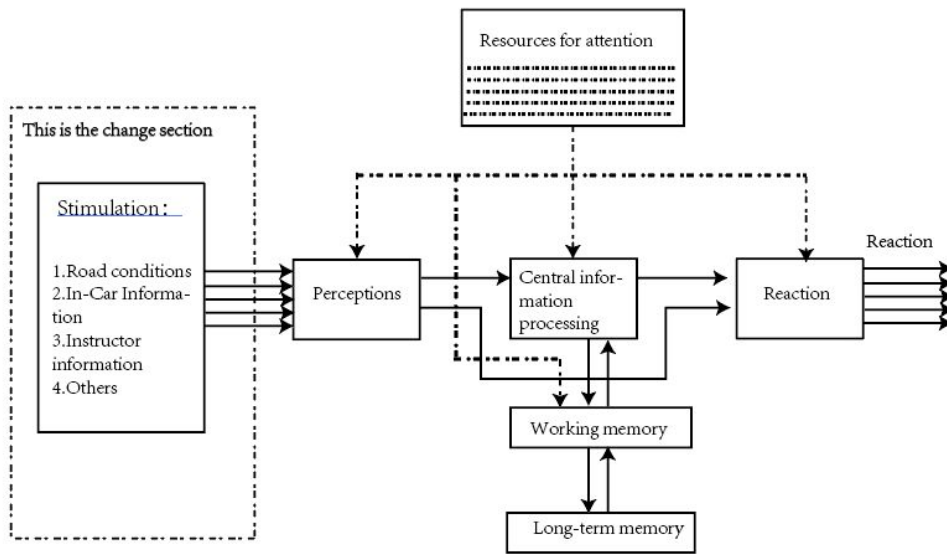 Resources for attention
This is the change section
Stimulation：
1.Road conditions
2.In-Car Informa-
tion
3.Instructor
information
4.Others
Perceptions
Central infor-
mation
processing
Reaction
Reaction
Working memory
Long-term memory